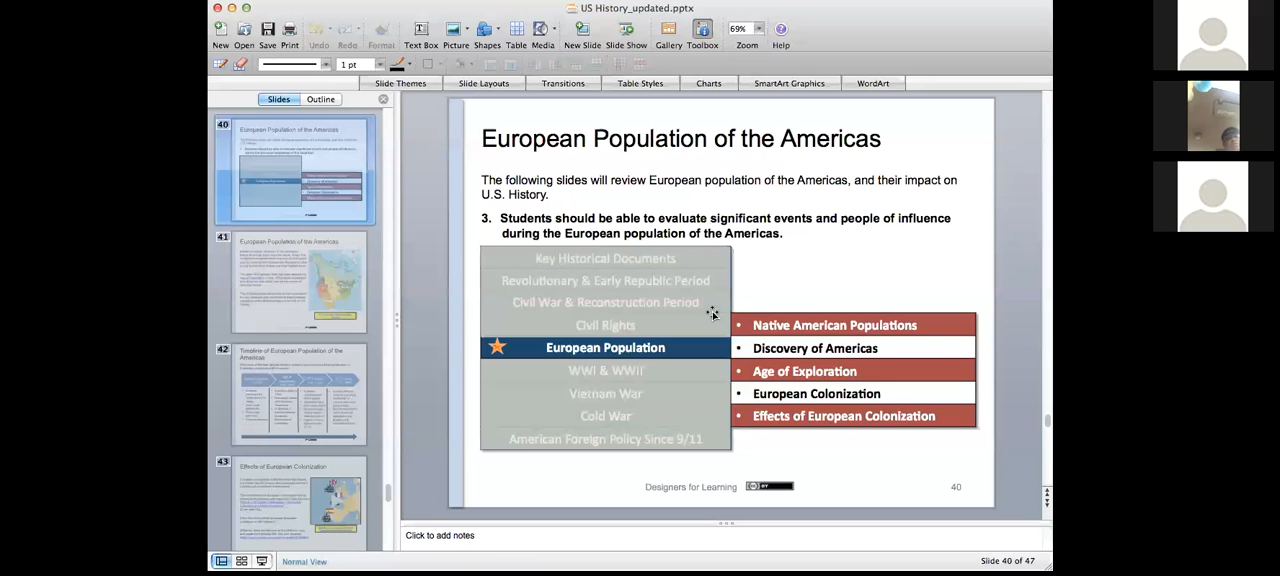 US History_updated.pptx
New Open Save Print Undo Redo Format Text Box Picture Shapes Table Media New Slide Slide Show Gallery Toolbox 69% Zoom Help
1 pt
Slide Themes Slide Layouts Transitions Table Styles Charts SmartArt Graphics WordArt
Slides Outline
40
European Population of the Americas
41
European Population of the Americas
42
Timeline of European Population of the
Americas
43
Effects of European Colonization
European Population of the Americas
The following slides will review European population of the Americas, and their impact on
U.S. History.
3. Students should be able to evaluate significant events and people of influence
during the European population of the Americas.
Key Historical Documents
Revolutionary & Early Republic Period
Civil War & Reconstruction Period
Civil Rights
European Population
WWI & WWII
Vietnam War
Cold War
American Foreign Policy Since 9/11
• Native American Populations
• Discovery of Americas
• Age of Exploration
• European Colonization
• Effects of European Colonization
Designers for Learning
40
Click to add notes
Normal View
Slide 40 of 47